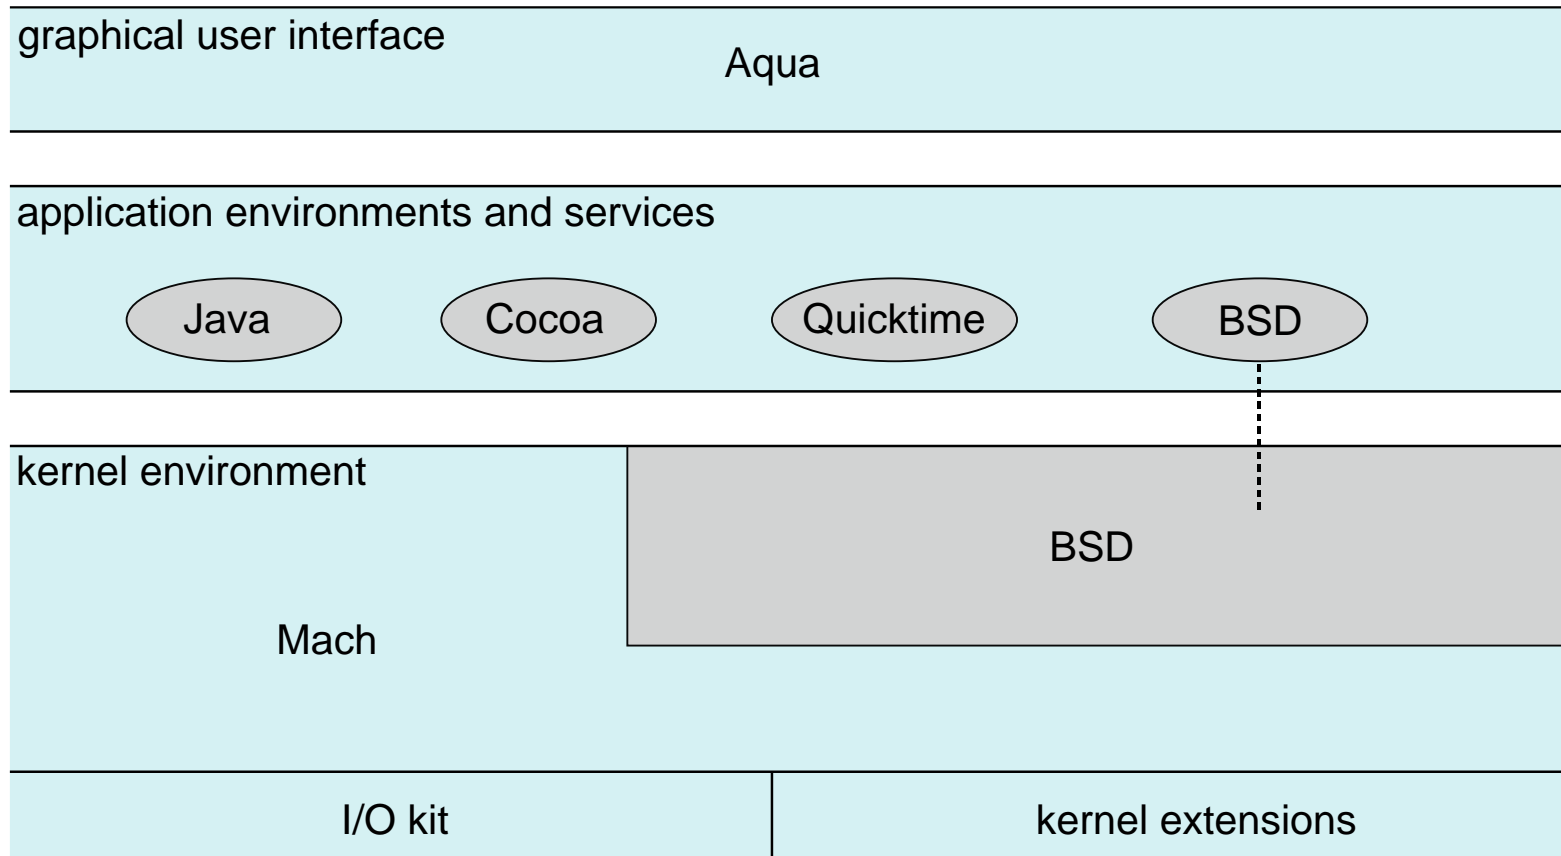 graphical user interface
Aqua
application environments and services
Java
Cocoa
Quicktime
BSD
kernel environment
BSD
Mach
I/O kit
kernel extensions